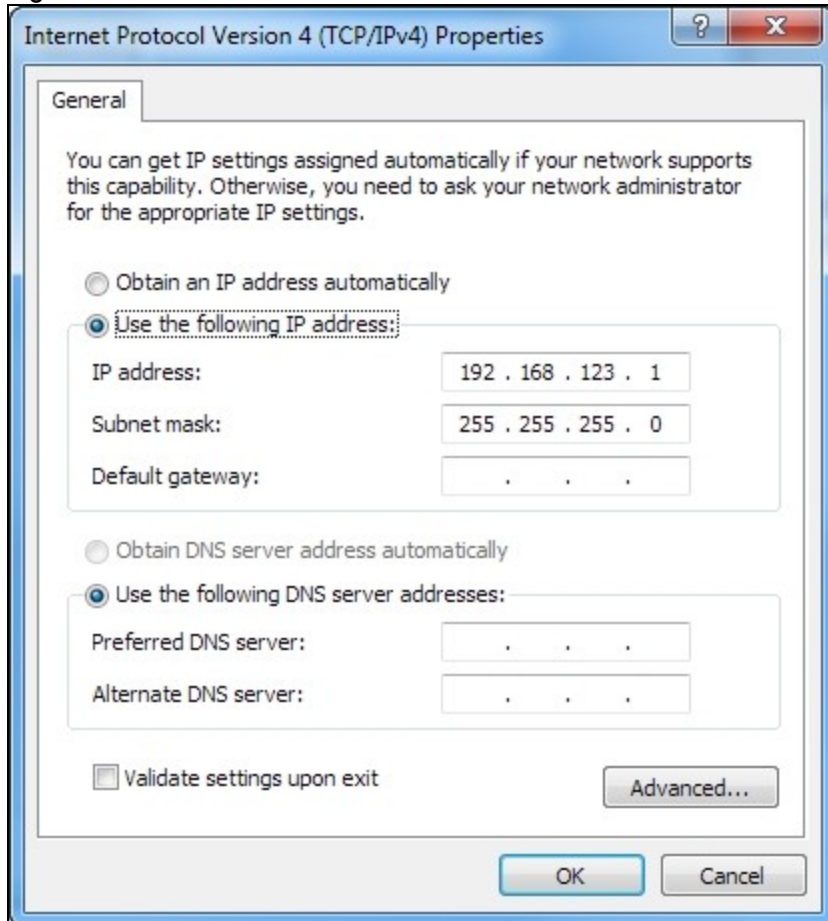 Internet Protocol Version 4 (TCP/IPv4) Properties
?
X
General
You can get IP settings assigned automatically if your network supports
this capability. Otherwise, you need to ask your network administrator
for the appropriate IP settings.
Obtain an IP address automatically
Use the following IP address:
IP address: 192 . 168 . 123 . 1
Subnet mask: 255 . 255 . 255 . 0
Default gateway: . . .
Obtain DNS server address automatically
Use the following DNS server addresses:
Preferred DNS server: . . .
Alternate DNS server: . . .
Validate settings upon exit
Advanced...
OK Cancel